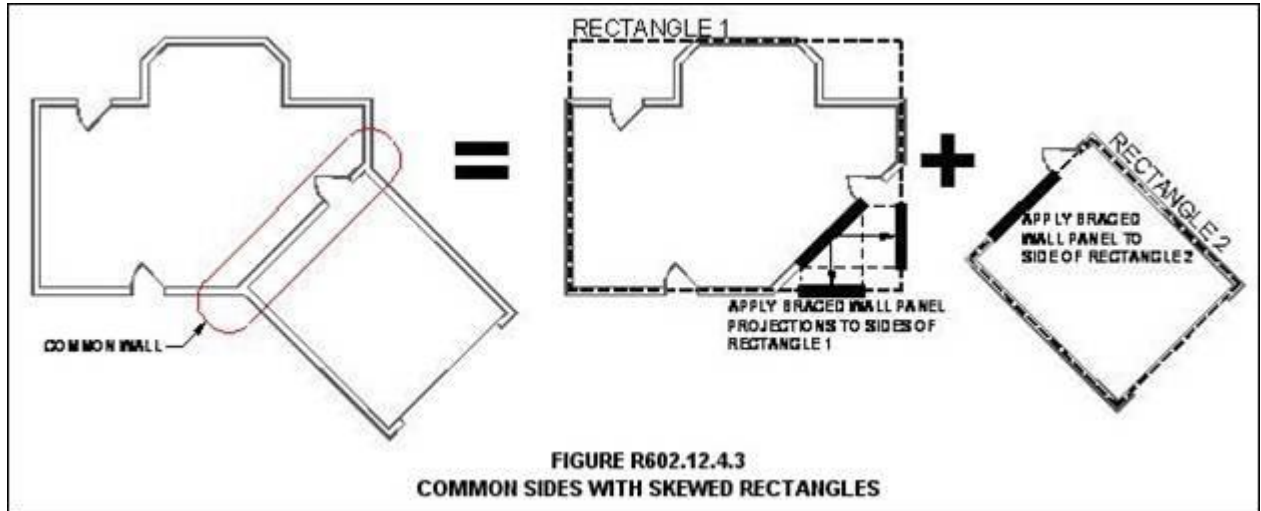 RECTANGLE 1
RECTANGLE 2
APPLY BRACED
WALL PANEL TO
SIDE OF RECTANGLE 2
APPLY BRACED WALL PANEL
PROJECTIONS TO SIDES OF
RECTANGLE 1
COMMON WALL
FIGURE R602.12.4.3
COMMON SIDES WITH SKEWED RECTANGLES